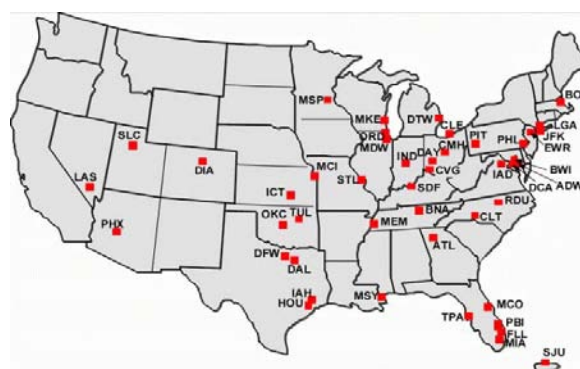 MSP
BO
MKE
DTW
CLE
LGA
ORD
PIT
PHL
JFK
MDW
CMH
EWR
SLC
IND
DAY
DIA
CVG
BWI
IAD
MCI
STL
SDF
DCA
ADW
LAS
ICT
RDU
OKC
TUL
BNA
CLT
PHX
MEM
ATL
DFW
DAL
IAH
HOU
MSY
MCO
TPA
PBI
FLL
MIA
SJU